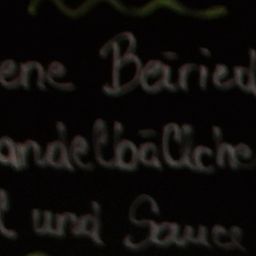 ene Beiried
andelbällche
l und Sauce